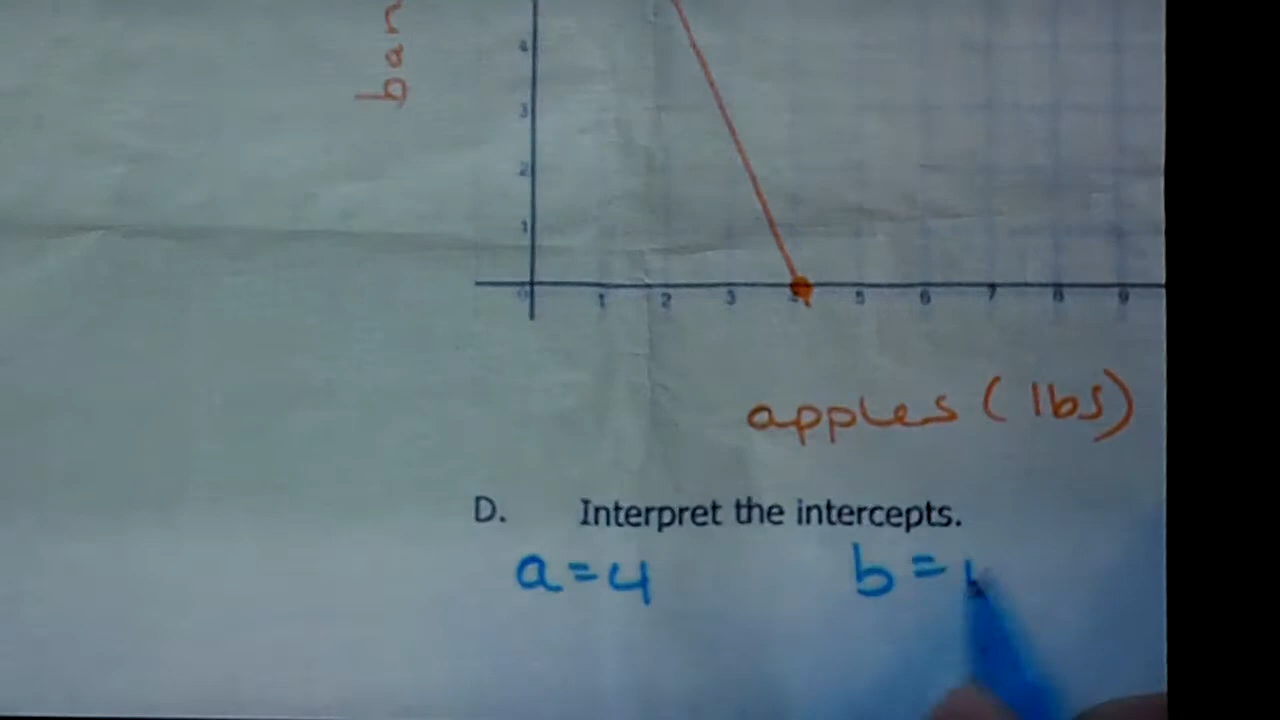 ban
4
3
2
1
0 1 2 3 4 5 6 7 8 9
apples (lbs)
D. Interpret the intercepts.
a=4 b=